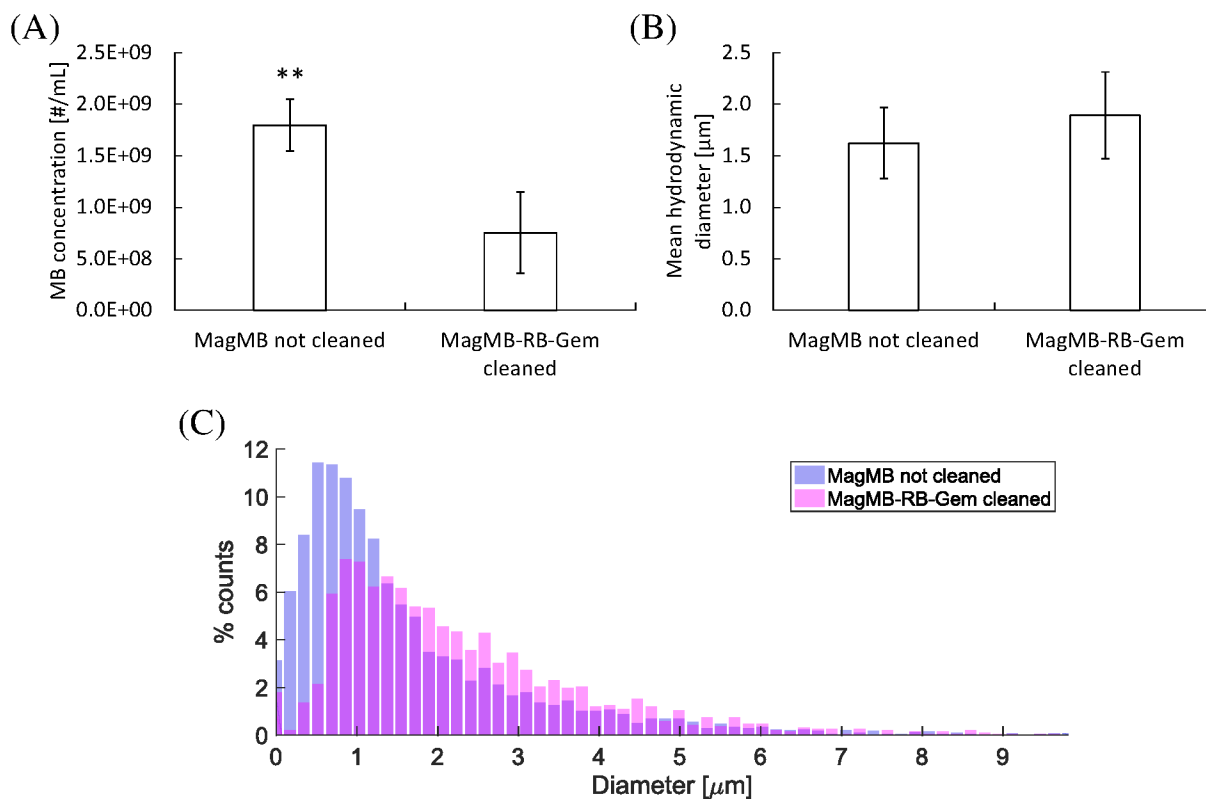 (A)
MB concentration [#/mL]
2.5E+09
2.0E+09
1.5E+09
1.0E+09
5.0E+08
0.0E+00
**
MagMB not cleaned
MagMB-RB-Gem
cleaned
(B)
Mean hydrodynamic
diameter [μm]
2.5
2.0
1.5
1.0
0.5
0.0
MagMB not cleaned
MagMB-RB-Gem
cleaned
(C)
% counts
12
10
8
6
4
2
0
MagMB not cleaned
MagMB-RB-Gem cleaned
0 1 2 3 4 5 6 7 8 9
Diameter [μm]